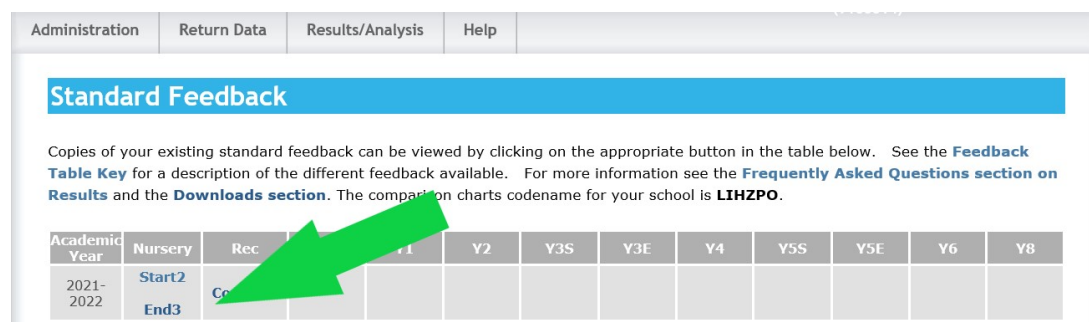 Administration Return Data Results/Analysis Help
Standard Feedback
Copies of your existing standard feedback can be viewed by clicking on the appropriate button in the table below. See the Feedback
Table Key for a description of the different feedback available. For more information see the Frequently Asked Questions section on
Results and the Downloads section. The comparison charts codename for your school is LIHZPO.
Academic Year Nursery Rec Y1 Y2 Y3S Y3E Y4 Y5S Y5E Y6 Y8
2021-2022 Start2
End3